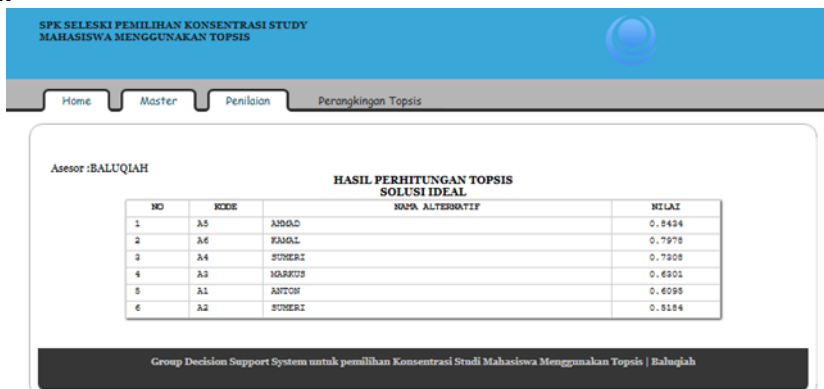 SPK SELESKI PEMILIHAN KONSENTRASI STUDY
MAHASISWA MENGGUNAKAN TOPSIS
Home Master Penilaian Perangkingan Topsis
Asesor :BALUQIAH
HASIL PERHITUNGAN TOPSIS
SOLUSI IDEAL
NO KODE NAMA ALTERNATIF NILAI
1 A5 AHMAD 0.8434
2 A6 KAMAL 0.7978
3 A4 SUMERI 0.7308
4 A3 MARKUS 0.6301
5 A1 ANTON 0.6095
6 A2 SUMERI 0.5184
Group Decision Support System untuk pemilihan Konsentrasi Studi Mahasiswa Menggunakan Topsis | Baluqiah